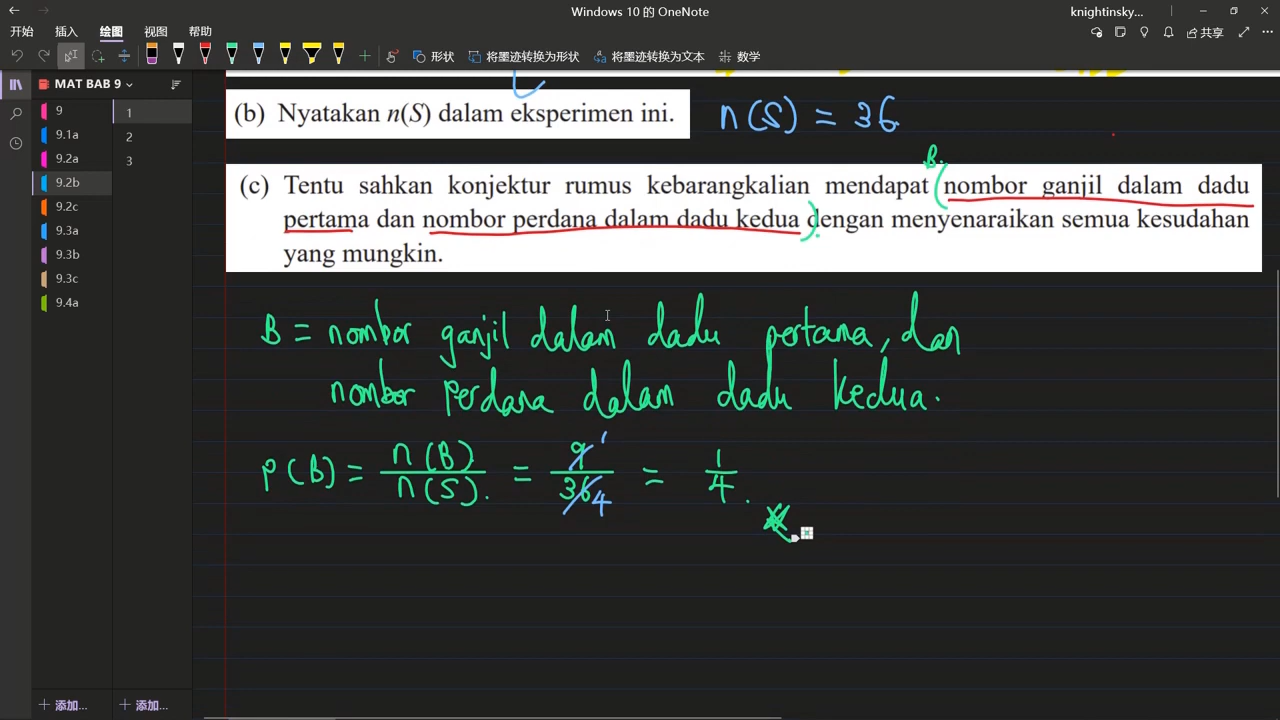 Windows 10 的 OneNote
knightinsky...
开始 插入 绘图 视图 帮助
共享
形状 将墨迹转换为形状 将墨迹转换为文本 数学
MAT BAB 9
9
9.1a
9.2a
9.2b
9.2c
9.3a
9.3b
9.3c
9.4a
1
2
3
添加...
添加...
(b) Nyatakan n(S) dalam eksperimen ini.
n(S) = 36
B
(c) Tentu sahkan konjektur rumus kebarangkalian mendapat (nombor ganjil dalam dadu
pertama dan nombor perdana dalam dadu kedua) dengan menyenaraikan semua kesudahan
yang mungkin.
B = nombor ganjil dalam dadu pertama, dan
nombor perdana dalam dadu kedua.
P(B) = n(B)/n(S) = 9/36 = 1/4
1
4